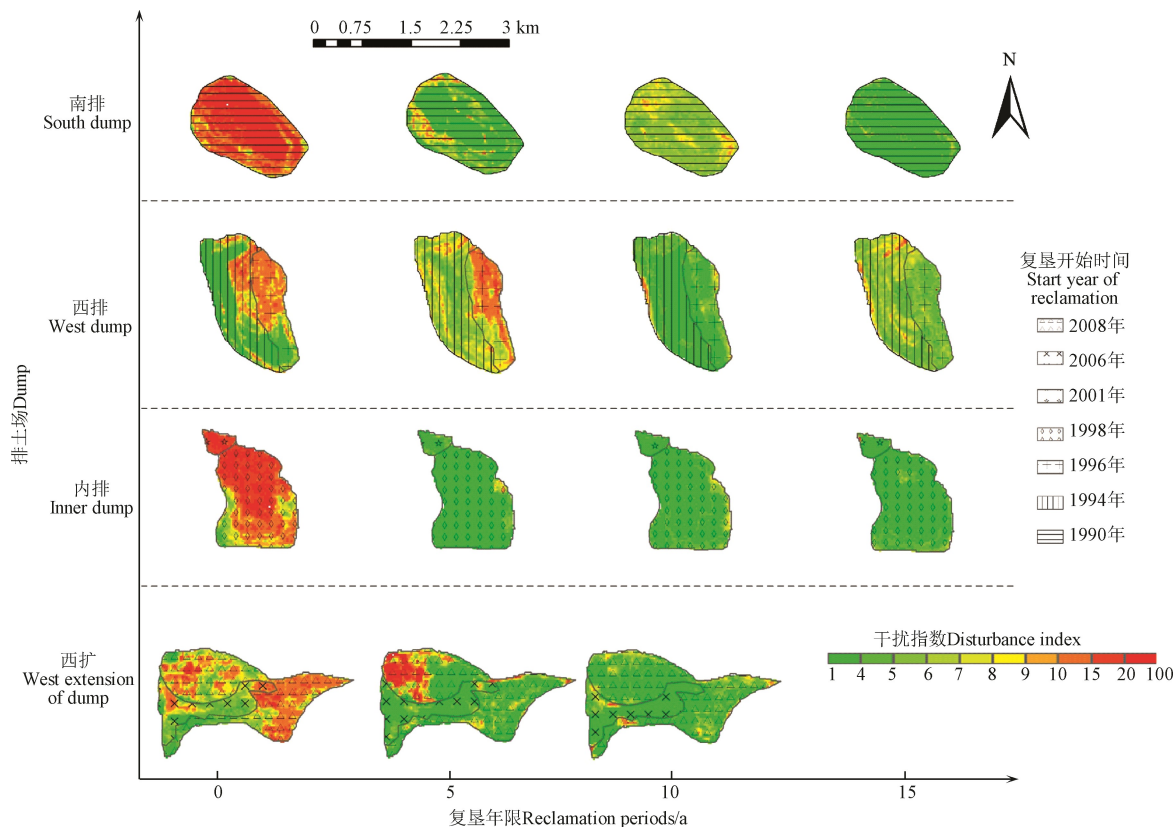 0 0.75 1.5 2.25 3 km
N
南排
South dump
西排
West dump
内排
Inner dump
西扩
West extension
of dump
排土场Dump
复垦开始时间
Start year of
reclamation
2008年
2006年
2001年
1998年
1996年
1994年
1990年
干扰指数Disturbance index
1 4 5 6 7 8 9 10 15 20 100
0 5 10 15
复垦年限Reclamation periods/a